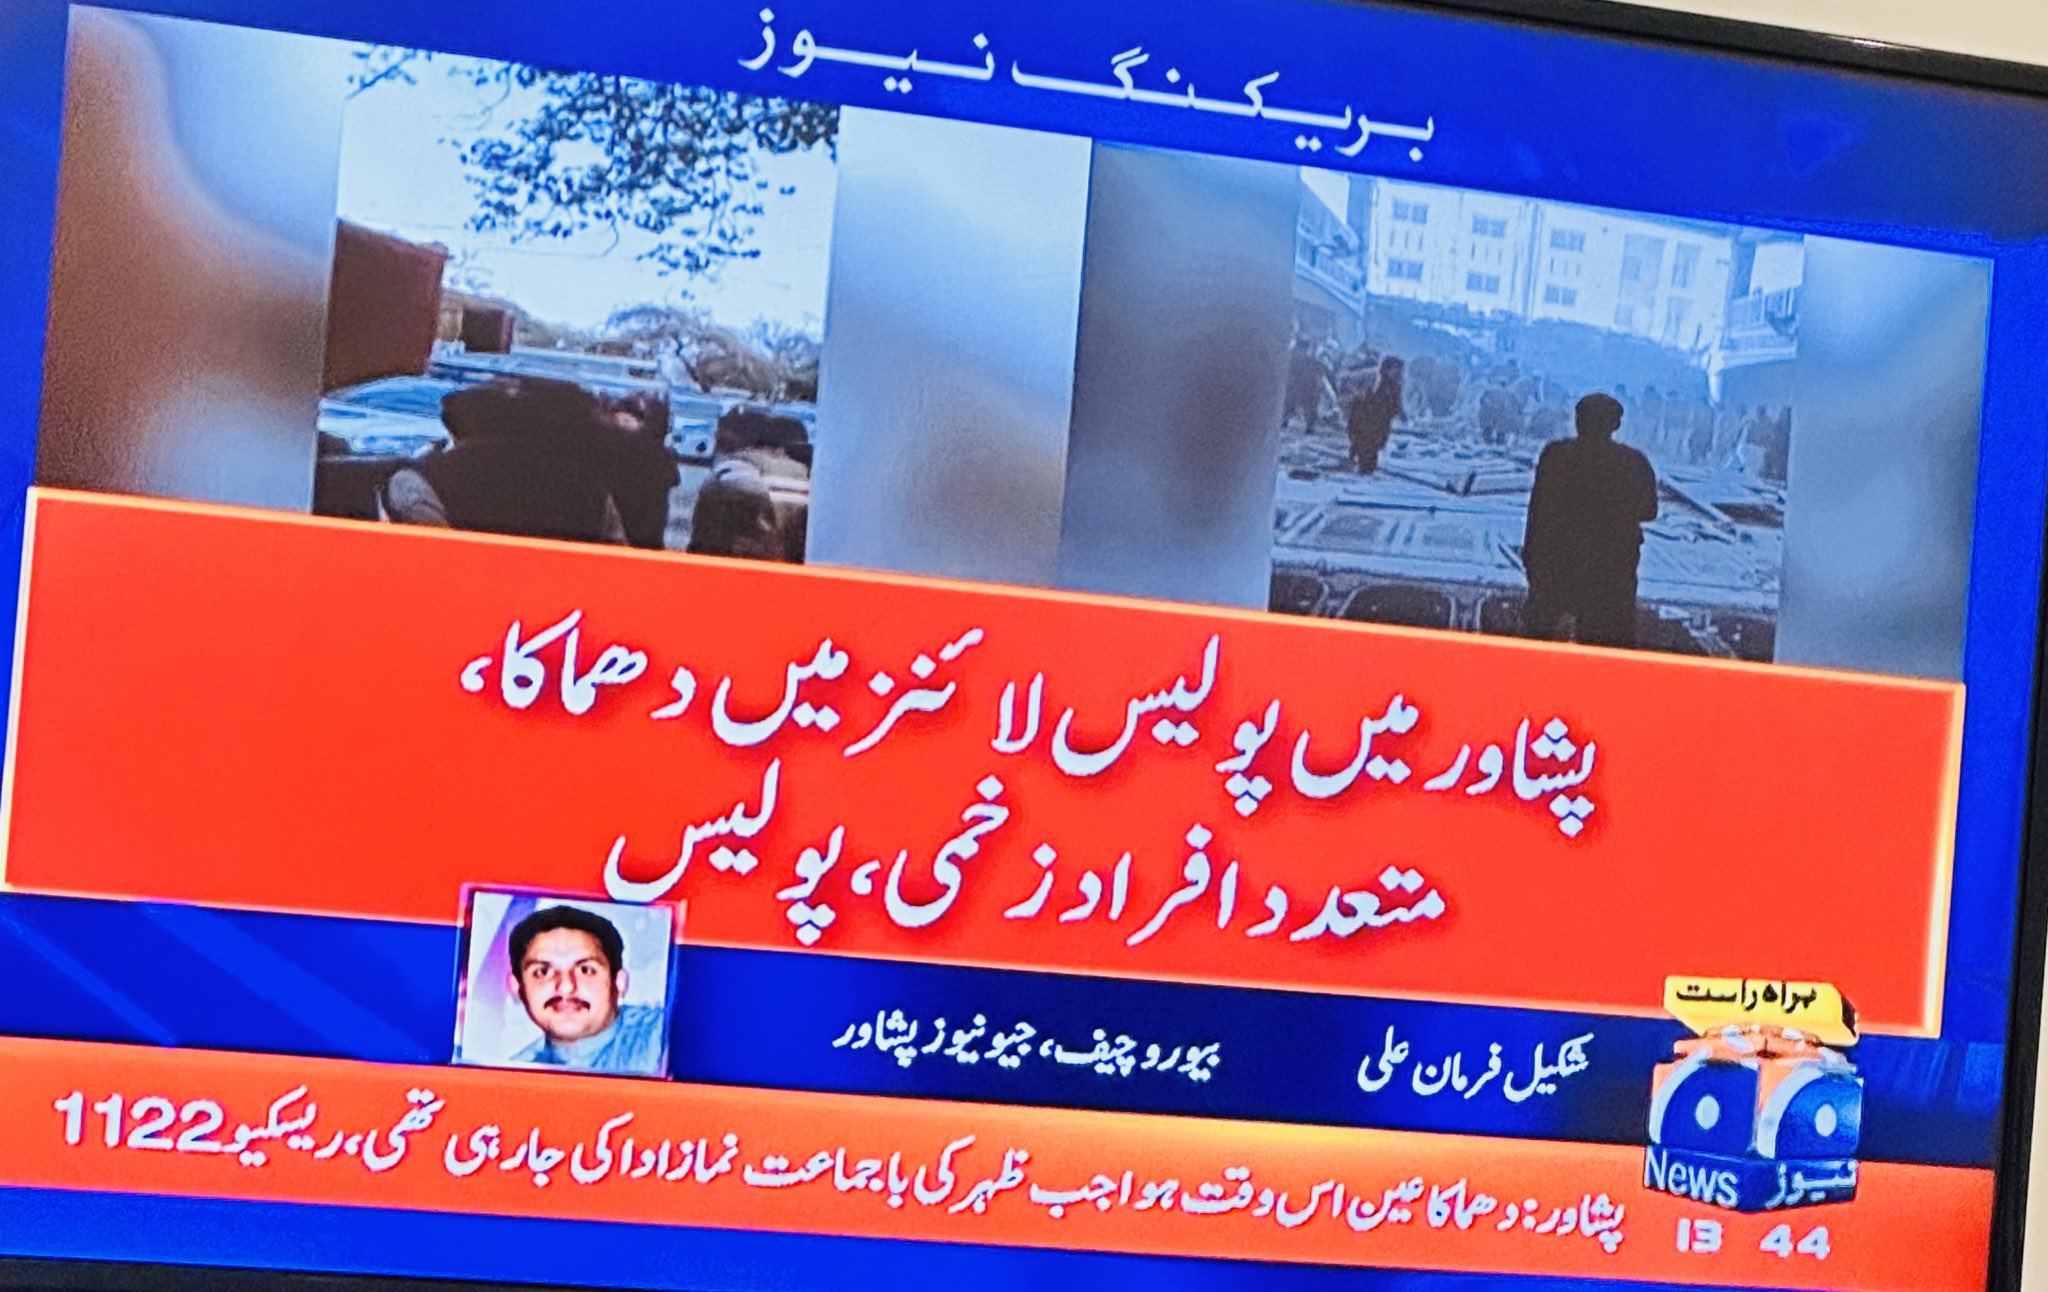 بریکنگ نیوز
پشاور میں پولیس لائنز میں دھماکا،
متعدد افراد زخمی، پولیس
شکیل فرمان علی
بیورو چیف، جیو نیوز پشاور
براہ راست
News نیوز
پشاور: دھماکا عین اس وقت ہوا جب ظہر کی باجماعت نماز ادا کی جارہی تھی، ریسکیو 1122
13 44